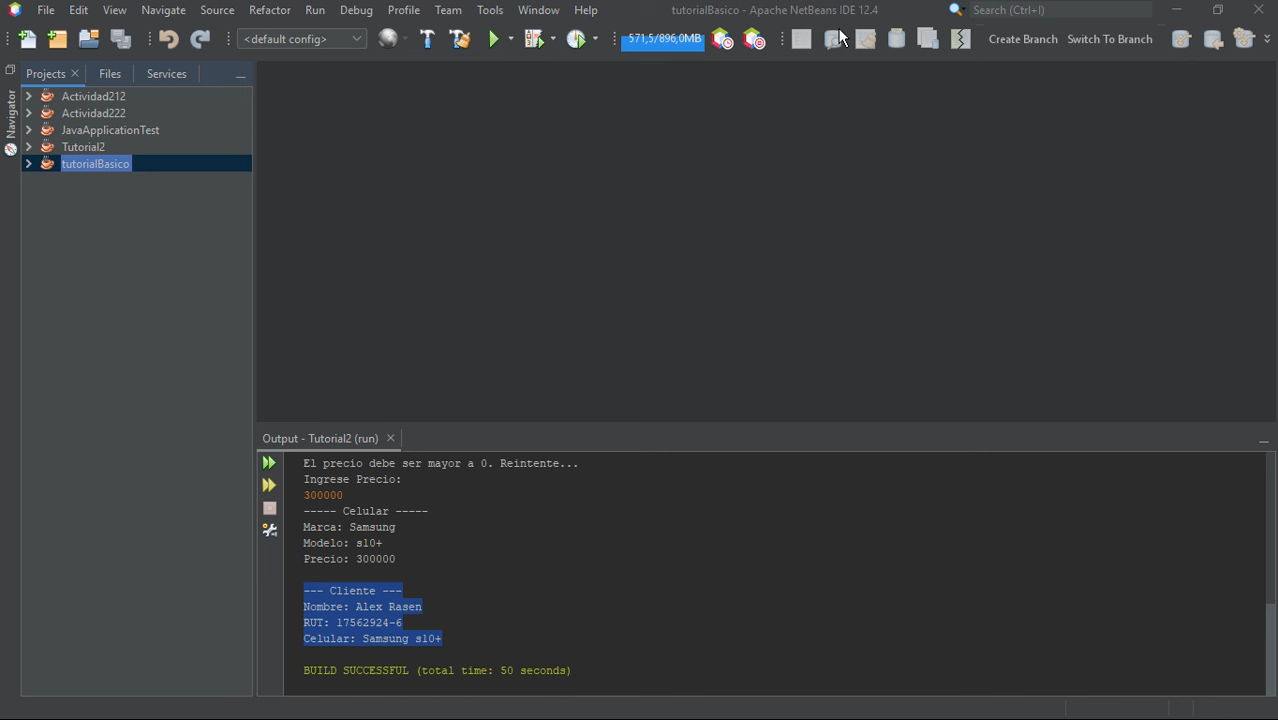 File Edit View Navigate Source Refactor Run Debug Profile Team Tools Window Help tutorialBasico - Apache NetBeans IDE 12.4 Search (Ctrl+I)
<default config> 571,5/896,0MB Create Branch Switch To Branch
Projects Files Services
Navigator
Actividad212
Actividad222
JavaApplicationTest
Tutorial2
tutorialBasico
Output - Tutorial2 (run)
El precio debe ser mayor a 0. Reintente...
Ingrese Precio:
300000
----- Celular -----
Marca: Samsung
Modelo: s10+
Precio: 300000
--- Cliente ---
Nombre: Alex Rasen
RUT: 17562924-6
Celular: Samsung s10+
BUILD SUCCESSFUL (total time: 50 seconds)